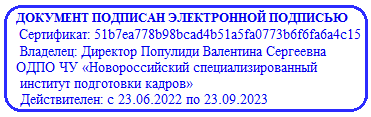 ДОКУМЕНТ ПОДПИСАН ЭЛЕКТРОННОЙ ПОДПИСЬЮ
Сертификат: 51b7ea778b98bcad4b51a5fa0773b6f6fa6a4c15
Владелец: Директор Популиди Валентина Сергеевна
ОДПО ЧУ «Новороссийский специализированный
институт подготовки кадров»
Действителен: с 23.06.2022 по 23.09.2023